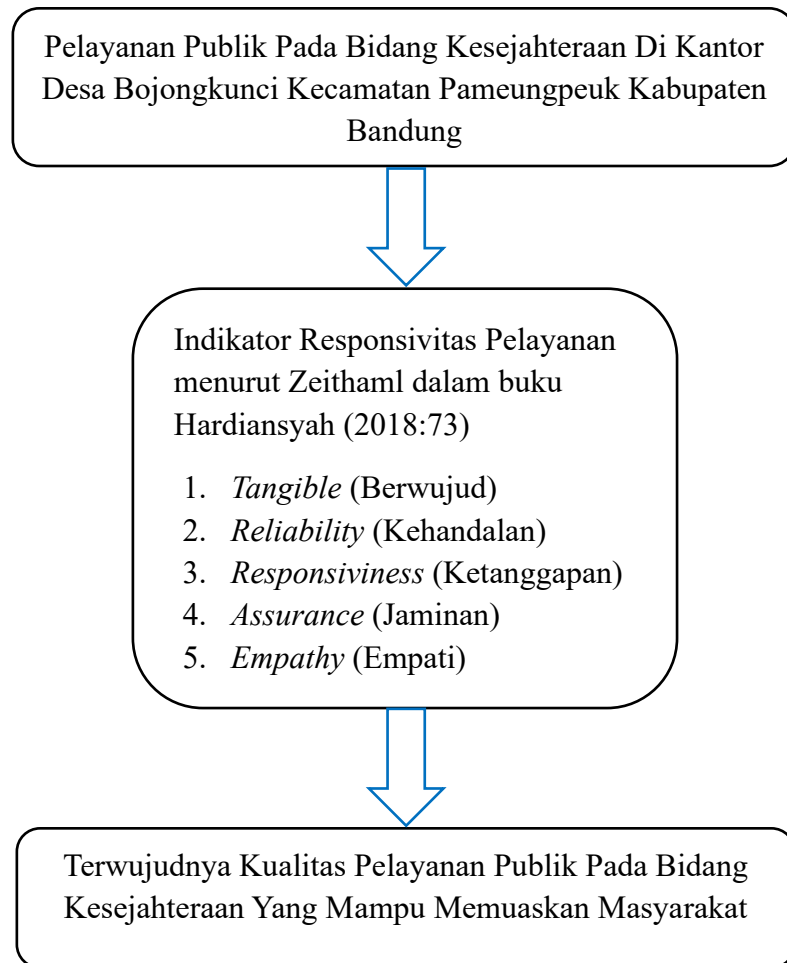 Pelayanan Publik Pada Bidang Kesejahteraan Di Kantor
Desa Bojongkunci Kecamatan Pameungpeuk Kabupaten
Bandung
Indikator Responsivitas Pelayanan
menurut Zeithaml dalam buku
Hardiansyah (2018:73)
1. Tangible (Berwujud)
2. Reliability (Kehandalan)
3. Responsiviness (Ketanggapan)
4. Assurance (Jaminan)
5. Empathy (Empati)
Terwujudnya Kualitas Pelayanan Publik Pada Bidang
Kesejahteraan Yang Mampu Memuaskan Masyarakat